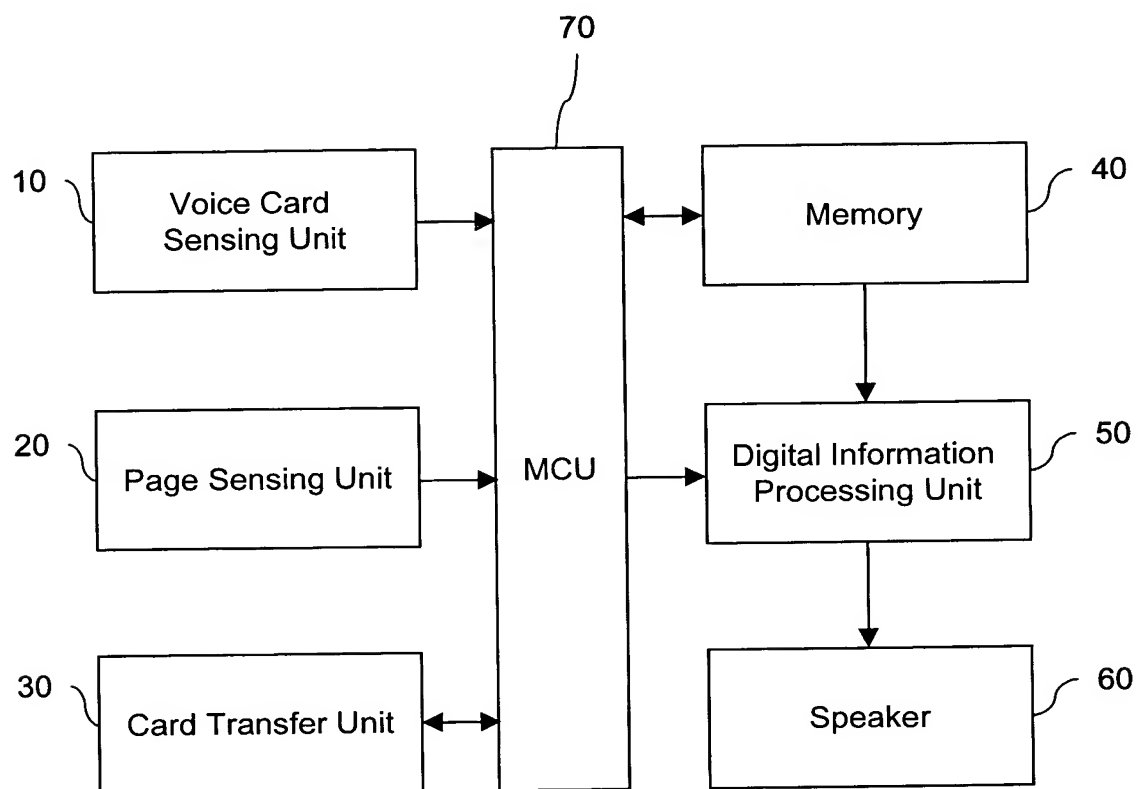 70
10
Voice Card
Sensing Unit
Memory
40
20
Page Sensing Unit
MCU
Digital Information
Processing Unit
50
30
Card Transfer Unit
Speaker
60